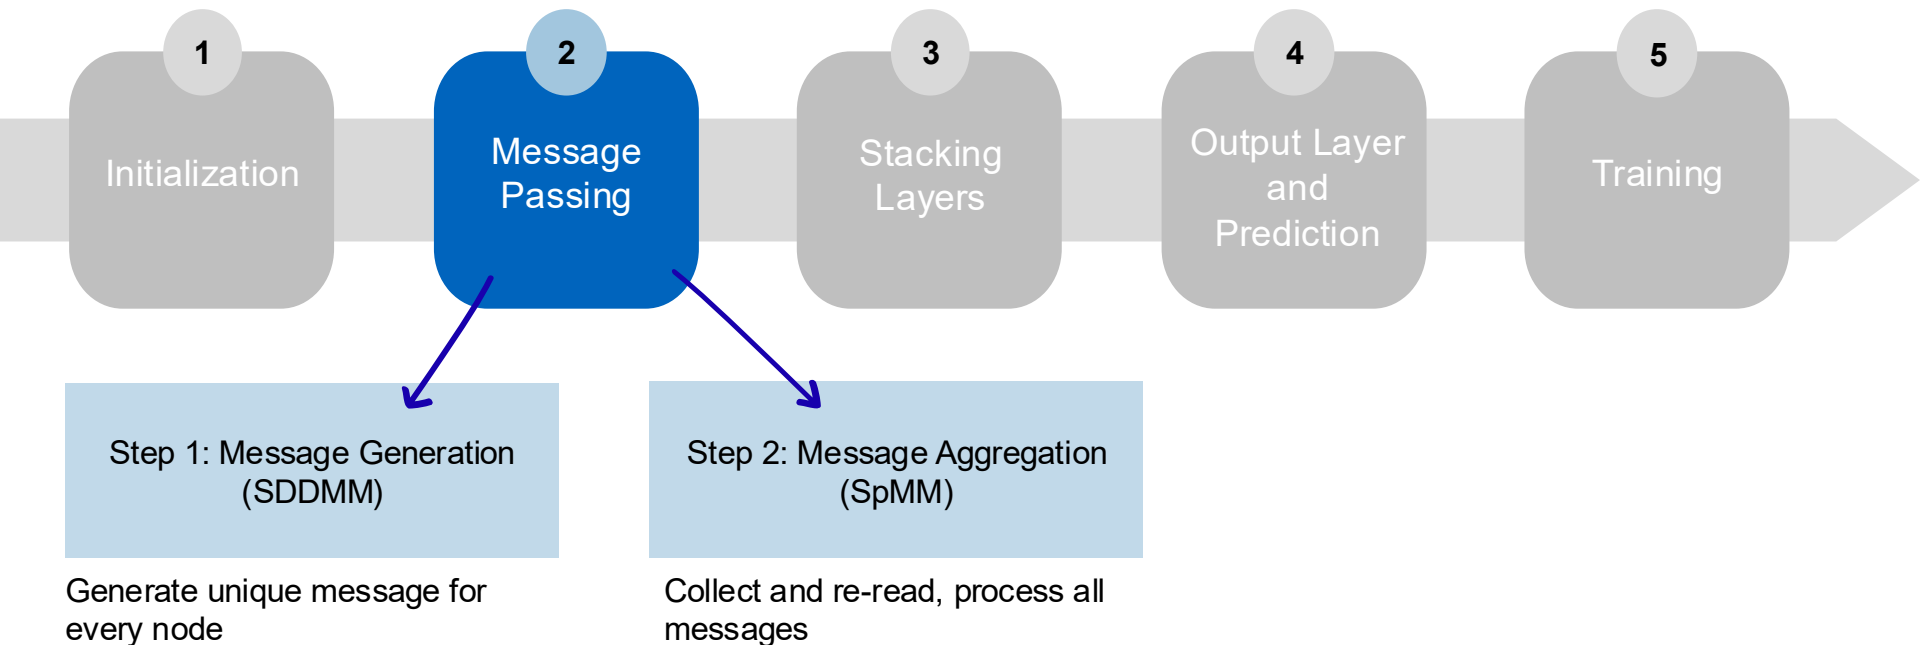 1
Initialization
2
Message
Passing
3
Stacking
Layers
4
Output Layer
and
Prediction
5
Training
Step 1: Message Generation
(SDDMM)
Generate unique message for
every node
Step 2: Message Aggregation
(SpMM)
Collect and re-read, process all
messages